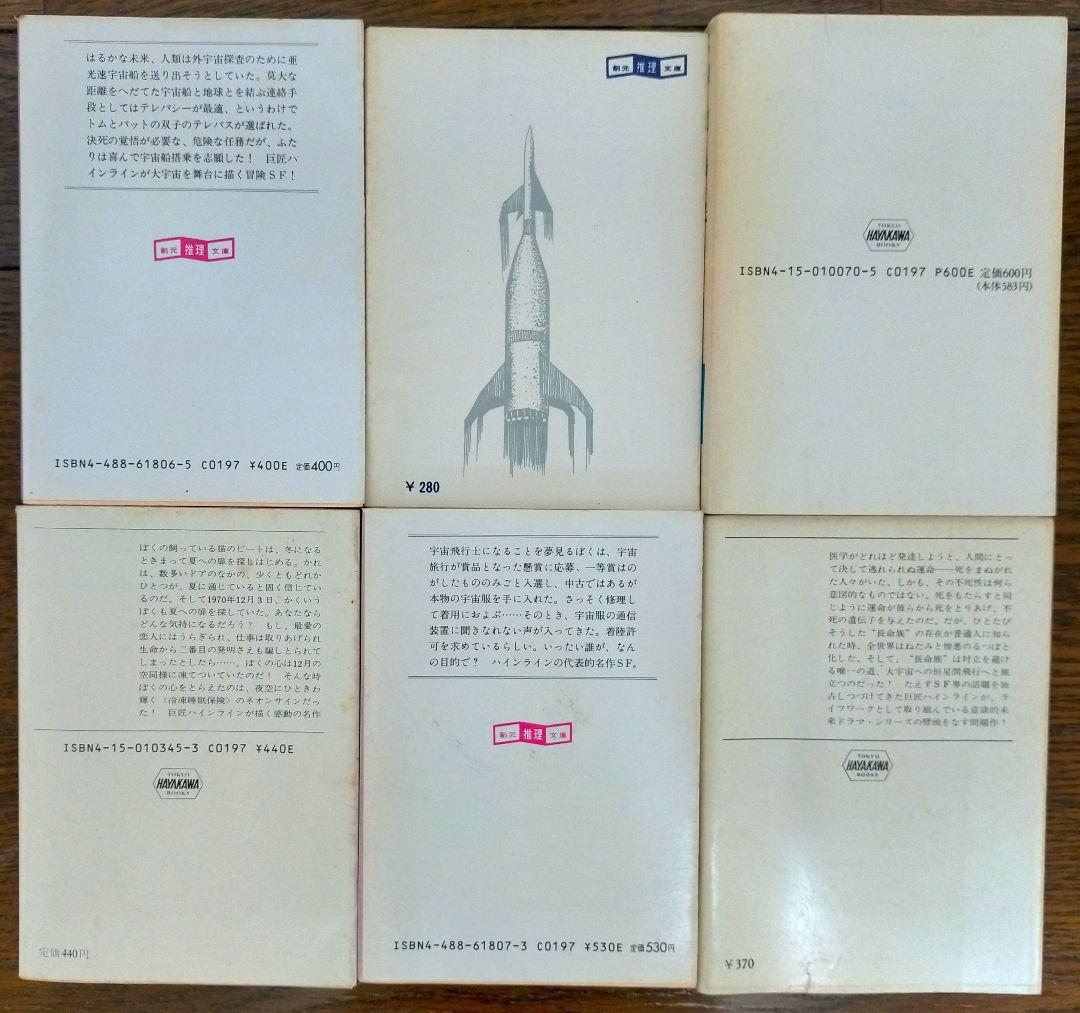 はるかな未来、人類は外宇宙探査のために亜
光速宇宙船を送り出そうとしていた。莫大な
距離をへだてた宇宙船と地球とを結ぶ連絡手
段としてはテレパシーが最適、というわけで
トムとパットの双子のテレパスが選ばれた。
決死の覚悟が必要な、危険な任務だが、ふた
りは喜んで宇宙船搭乗を志願した！ 巨匠ハ
インラインが大宇宙を舞台に描く冒険SF！
創元 推理 文庫
ISBN4-488-61806-5 C0197 ¥400E 定価400円
創元 推理 文庫
¥ 280
TOKYO
HAYAKAWA
BOOKS
ISBN4-15-010070-5 C0197 P600E 定価600円
(本体583円)
ぼくの飼っている猫のピートは、冬になる
ときまって夏への扉を探しはじめる。かれ
は、数多いドアのなかの、少くともどれか
ひとつが、夏に通じていると固く信じてい
るのだ。そして1970年12月3日、かくいう
ぼくも夏への扉を探していた。あなたなら
どんな気持になるだろう？ もし、最愛の
恋人にはうらぎられ、仕事は取りあげられ
生命から二番目の発明さえも騙しとられて
しまったとしたら……。ぼくの心は12月の
空同様に凍てついていたのだ！ そんな時
ぼくの心をとらえたのは、夜空にひときわ
輝く〈冷凍睡眠保険〉のネオンサインだっ
た！ 巨匠ハインラインが描く感動の名作
ISBN4-15-010345-3 C0197 ¥440E
TOKYO
HAYAKAWA
BOOKS
定価440円
宇宙飛行士になることを夢見るぼくは、宇宙
旅行が賞品となった懸賞に応募、一等賞はの
がしたもののみごと入選し、中古ではあるが
本物の宇宙服を手に入れた。さっそく修理し
て着用におよぶ……そのとき、宇宙服の通信
装置に聞きなれない声が入ってきた。着陸許
可を求めているらしい。いったい誰が、なん
の目的で？ ハインラインの代表的名作SF。
創元 推理 文庫
ISBN4-488-61807-3 C0197 ¥530E 定価530円
医学がどれほど発達しようと、人間にとっ
て決して逃れられぬ運命――死をまぬがれ
た人々がいた。しかも、その不死性は何ら
意図的なものではない。死をもたらすと同
じように運命が彼らから死をとりあげ、不
死の遺伝子を与えたのだ。だが、ひとたび
そうした“長命族”の存在が普通人に知ら
れた時、全世界はねたみと憎悪のるつぼと
化した。そして、“長命族”は対立を避け
る唯一の道、大宇宙への恒星間飛行へと旅
立つのだった！ たえずSF界の話題を独
占しつづけてきた巨匠ハインラインが、ラ
イフワークとして取り組んでいる意欲的未
来ドラマ・シリーズの劈頭をなす問題作！
TOKYO
HAYAKAWA
BOOKS
¥370